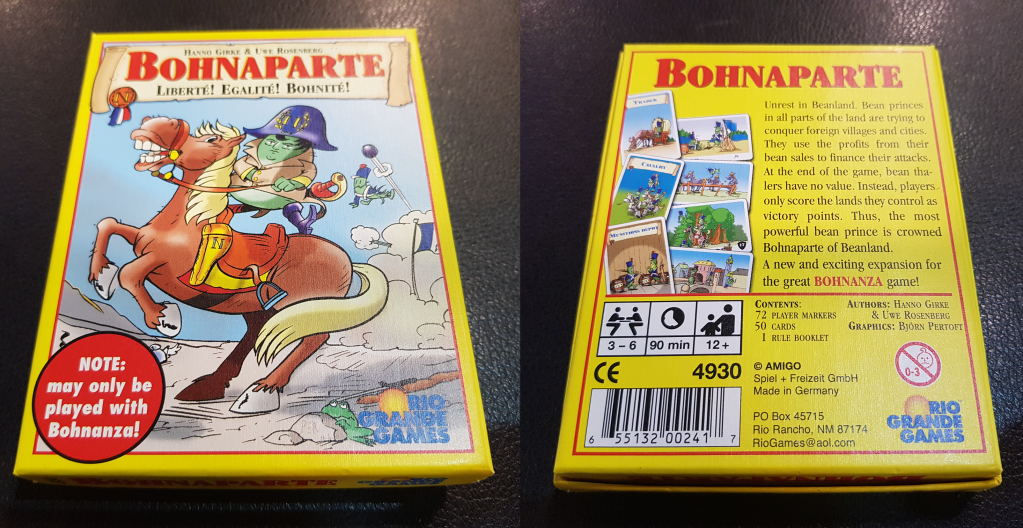 HANNO GIRKE & UWE ROSENBERG
BOHNAPARTE
LIBERTÉ! EGALITÉ! BOHNITÉ!
N
N
NOTE:
may only be
played with
Bohnanza!
RIO
GRANDE
GAMES
BOHNAPARTE
BOHNAPARTE
TRADER
CAVALRY
MUNITIONS DEPOT
Unrest in Beanland. Bean princes
in all parts of the land are trying to
conquer foreign villages and cities.
They use the profits from their
bean sales to finance their attacks.
At the end of the game, bean tha-
lers have no value. Instead, players
only score the lands they control as
victory points. Thus, the most
powerful bean prince is crowned
Bohnaparte of Beanland.
A new and exciting expansion for
the great BOHNANZA game!
3 – 6
90 min
12+
CONTENTS:
72 PLAYER MARKERS
50 CARDS
1 RULE BOOKLET
AUTHORS: HANNO GIRKE
& UWE ROSENBERG
GRAPHICS: BJÖRN PERTOFT
CE
4930
© AMIGO
Spiel + Freizeit GmbH
Made in Germany
0-3
PO Box 45715
Rio Rancho, NM 87174
RioGames@aol.com
6 55132 00241 7
RIO
GRANDE
GAMES